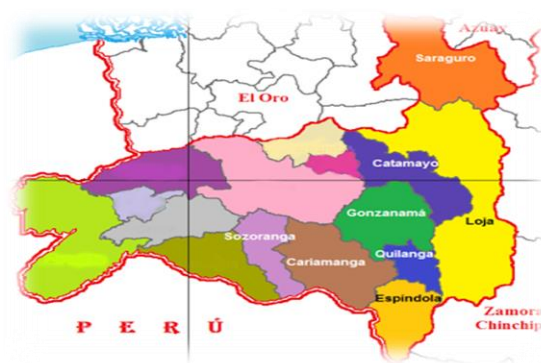 Azuay
Saraguro
El Oro
Catamayo
Gonzanamá
Loja
Sozoranga
Quilanga
Cariamanga
Espíndola
Zamora
Chinchip
P E R Ú